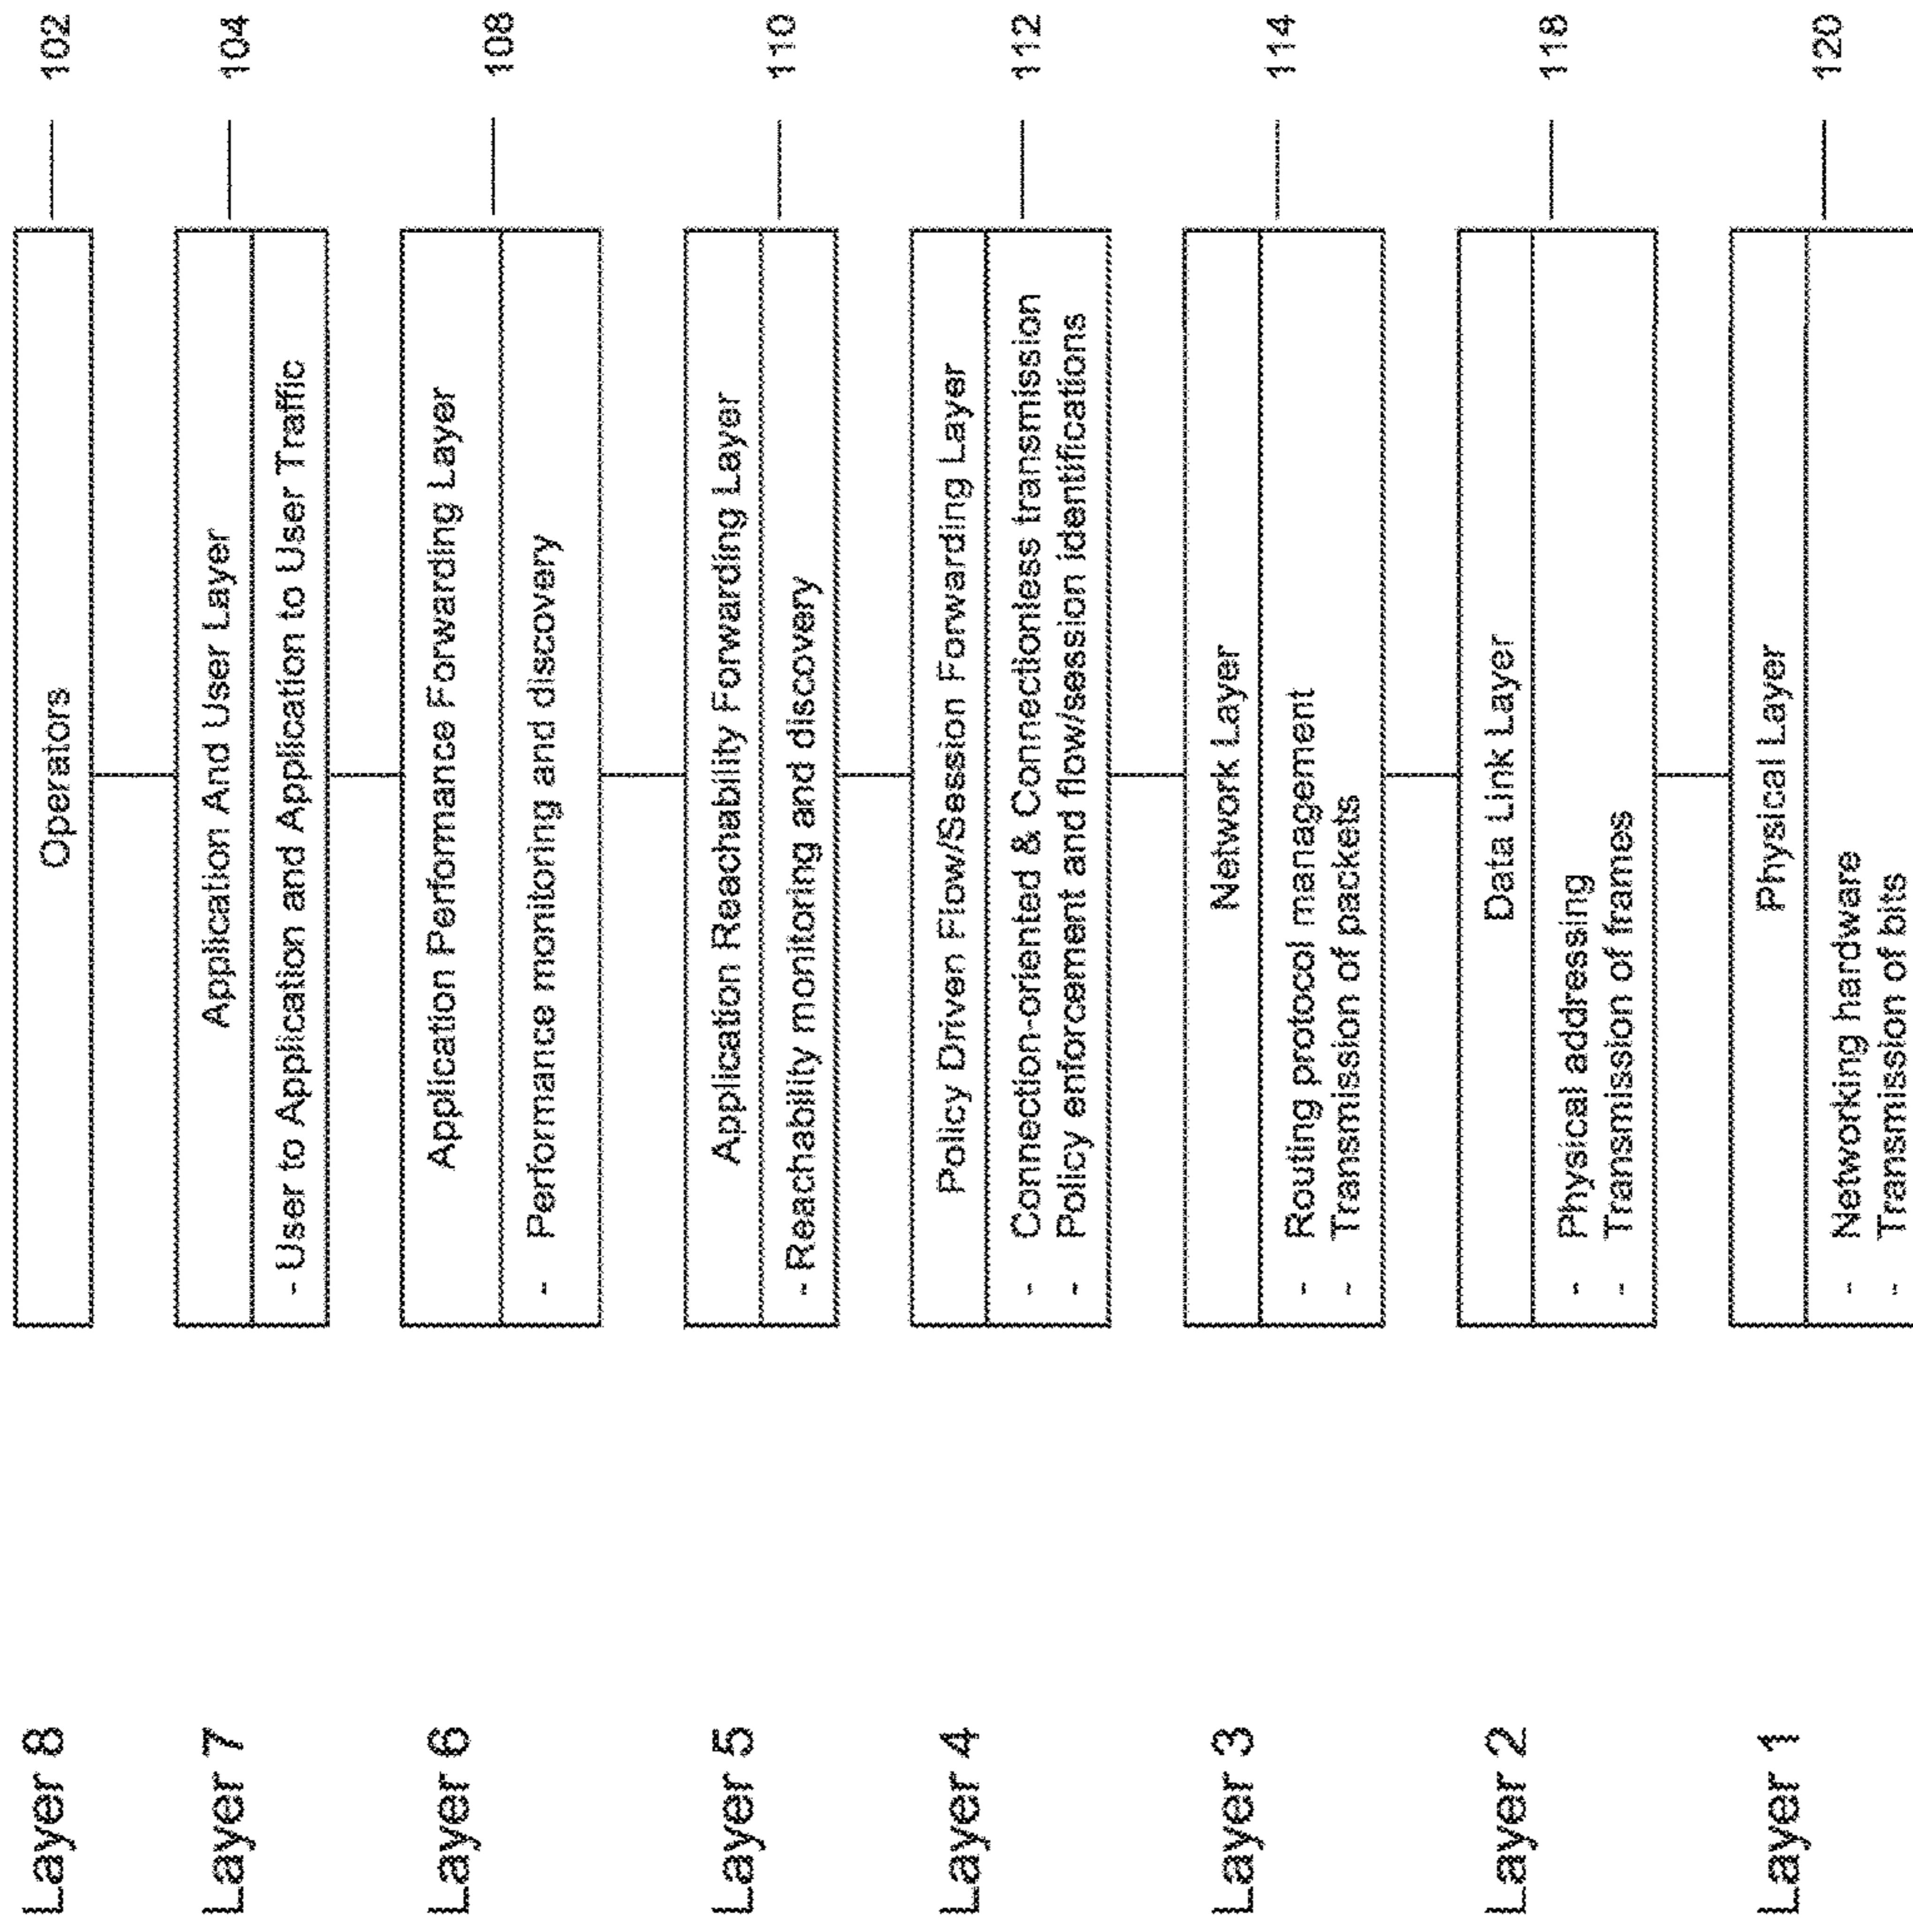 Layer 8
Operators
102
Layer 7
Application And User Layer
- User to Application and Application to User Traffic
104
Layer 6
Application Performance Forwarding Layer
- Performance monitoring and discovery
108
Layer 5
Application Reachability Forwarding Layer
- Reachability monitoring and discovery
110
Layer 4
Policy Driven Flow/Session Forwarding Layer
- Connection-oriented & Connectionless transmission
- Policy enforcement and flow/session identifications
112
Layer 3
Network Layer
- Routing protocol management
- Transmission of packets
114
Layer 2
Data Link Layer
- Physical addressing
- Transmission of frames
118
Layer 1
Physical Layer
- Networking hardware
- Transmission of bits
120